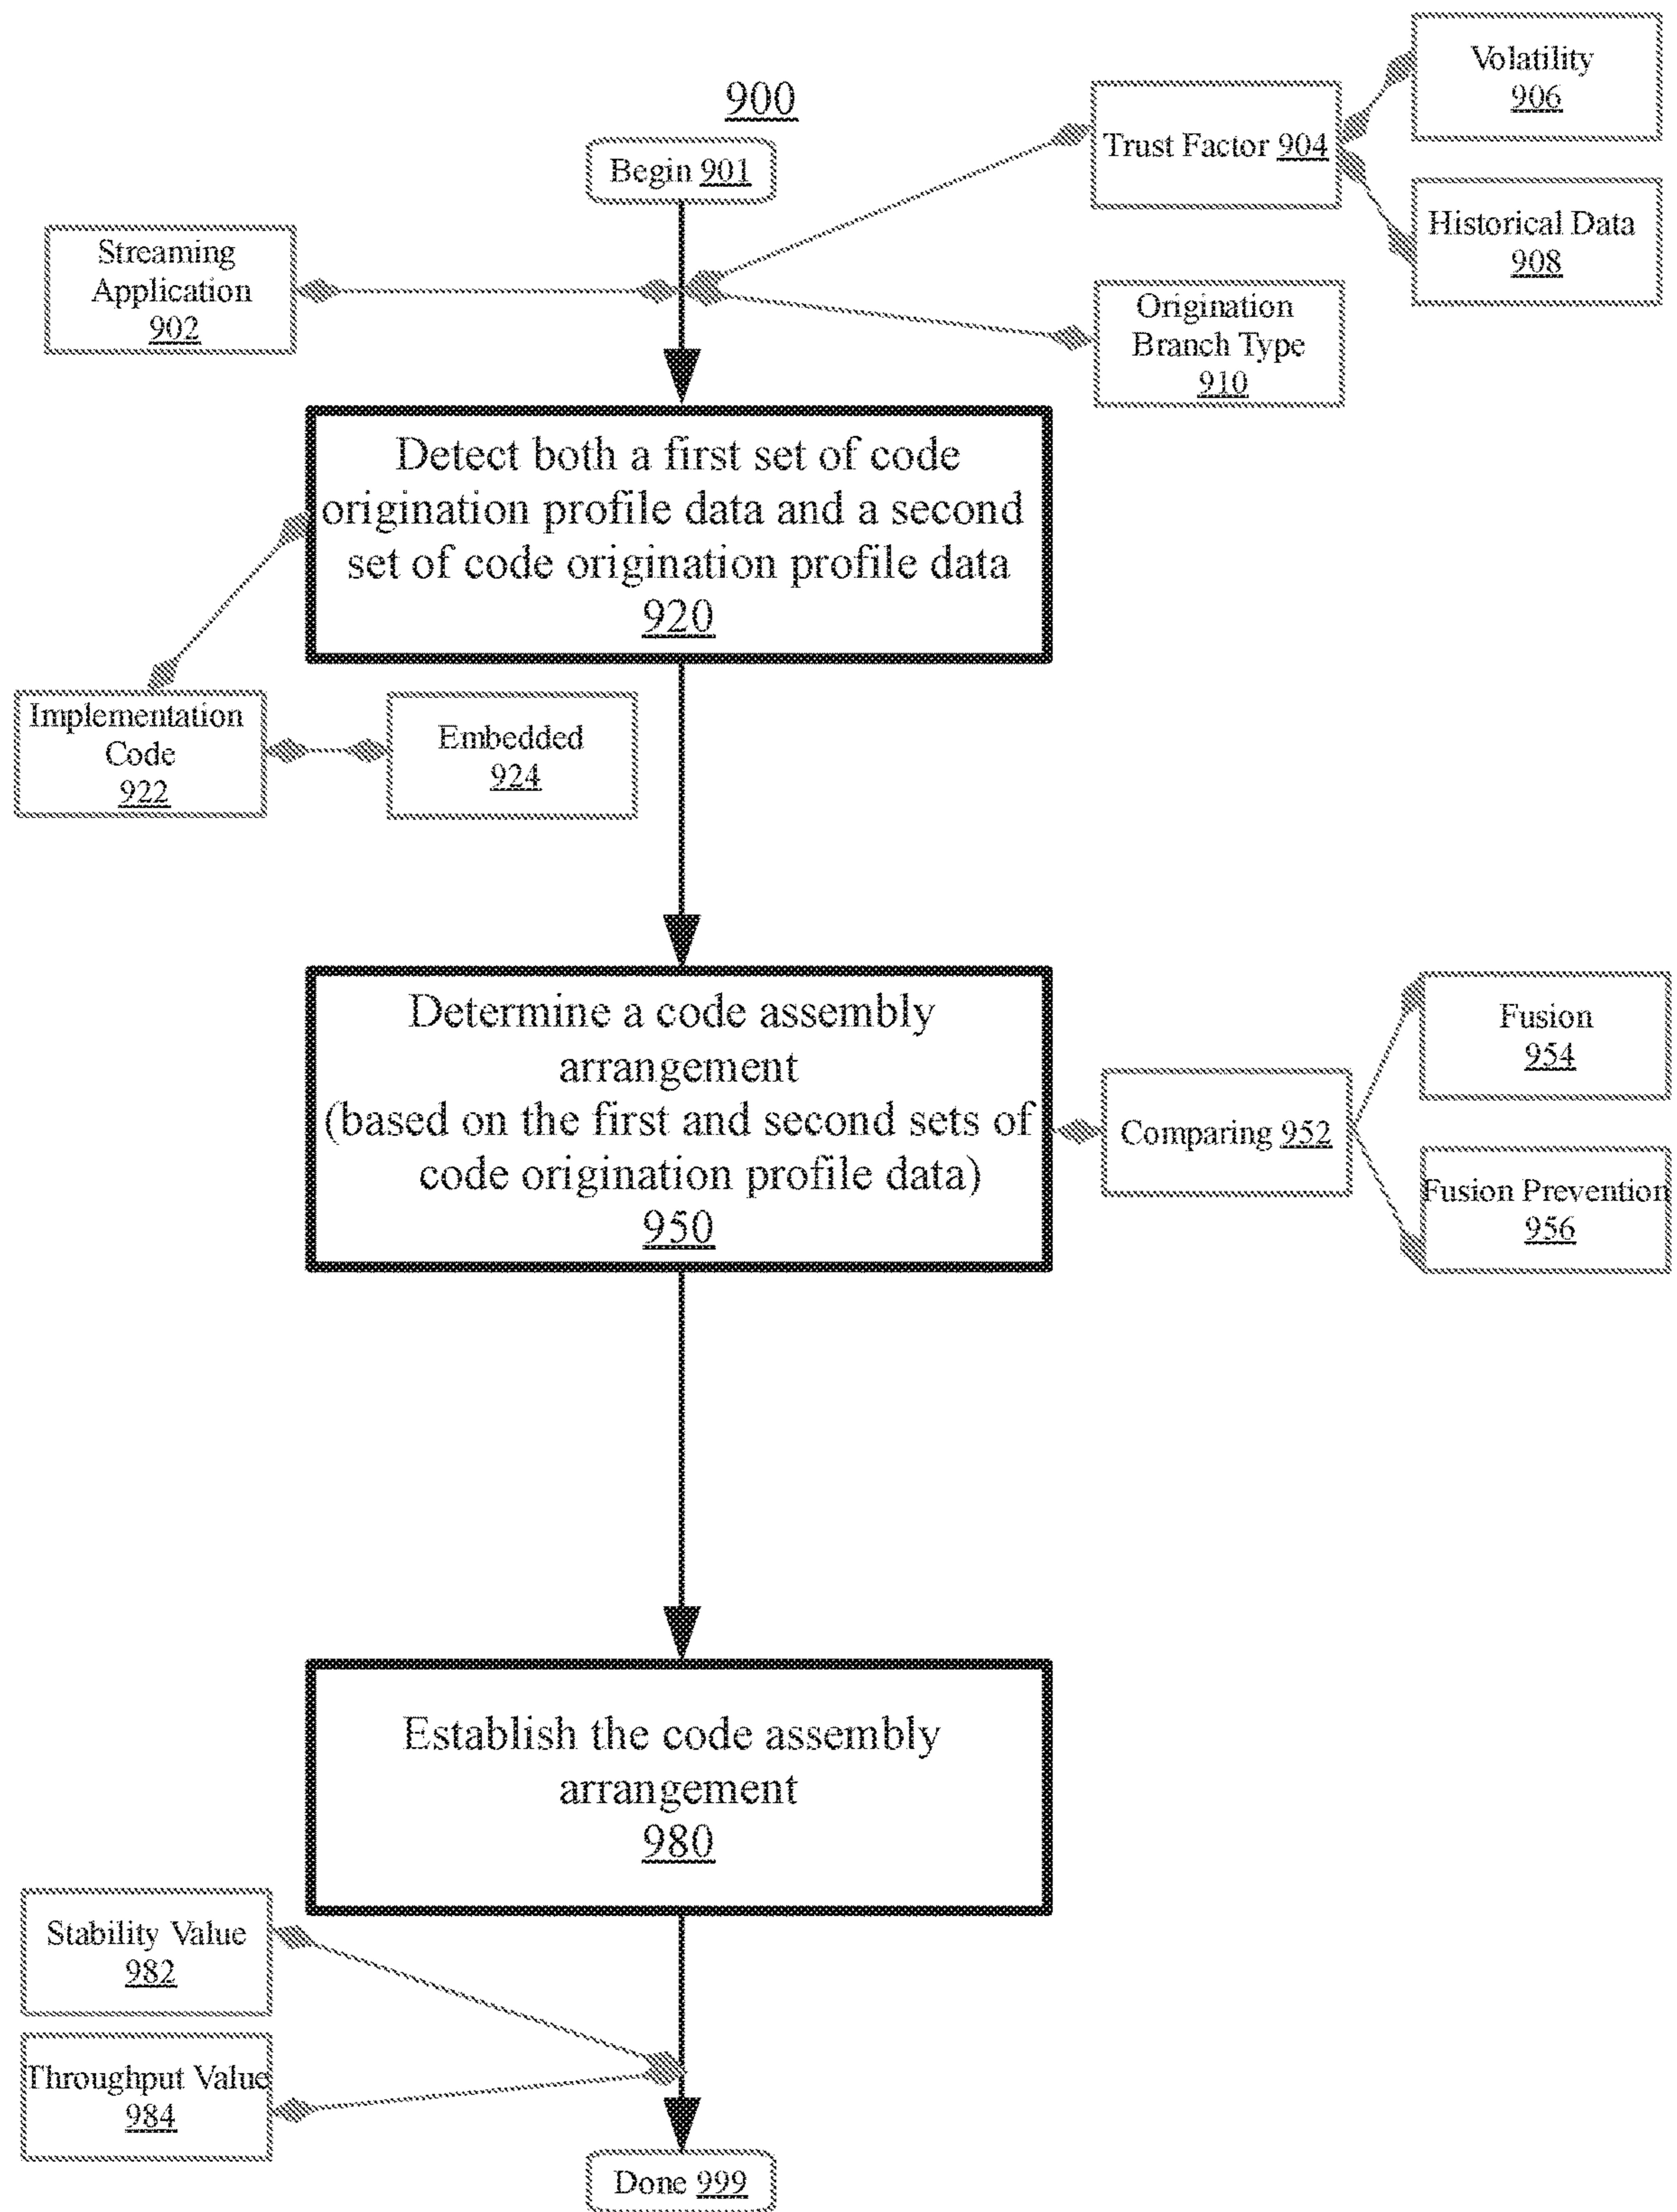 900
Begin 901
Volatility
906
Trust Factor 904
Historical Data
908
Streaming
Application
902
Origination
Branch Type
910
Detect both a first set of code
origination profile data and a second
set of code origination profile data
920
Implementation
Code
922
Embedded
924
Determine a code assembly
arrangement
(based on the first and second sets of
code origination profile data)
950
Comparing 952
Fusion
954
Fusion Prevention
956
Establish the code assembly
arrangement
980
Stability Value
982
Throughput Value
984
Done 999